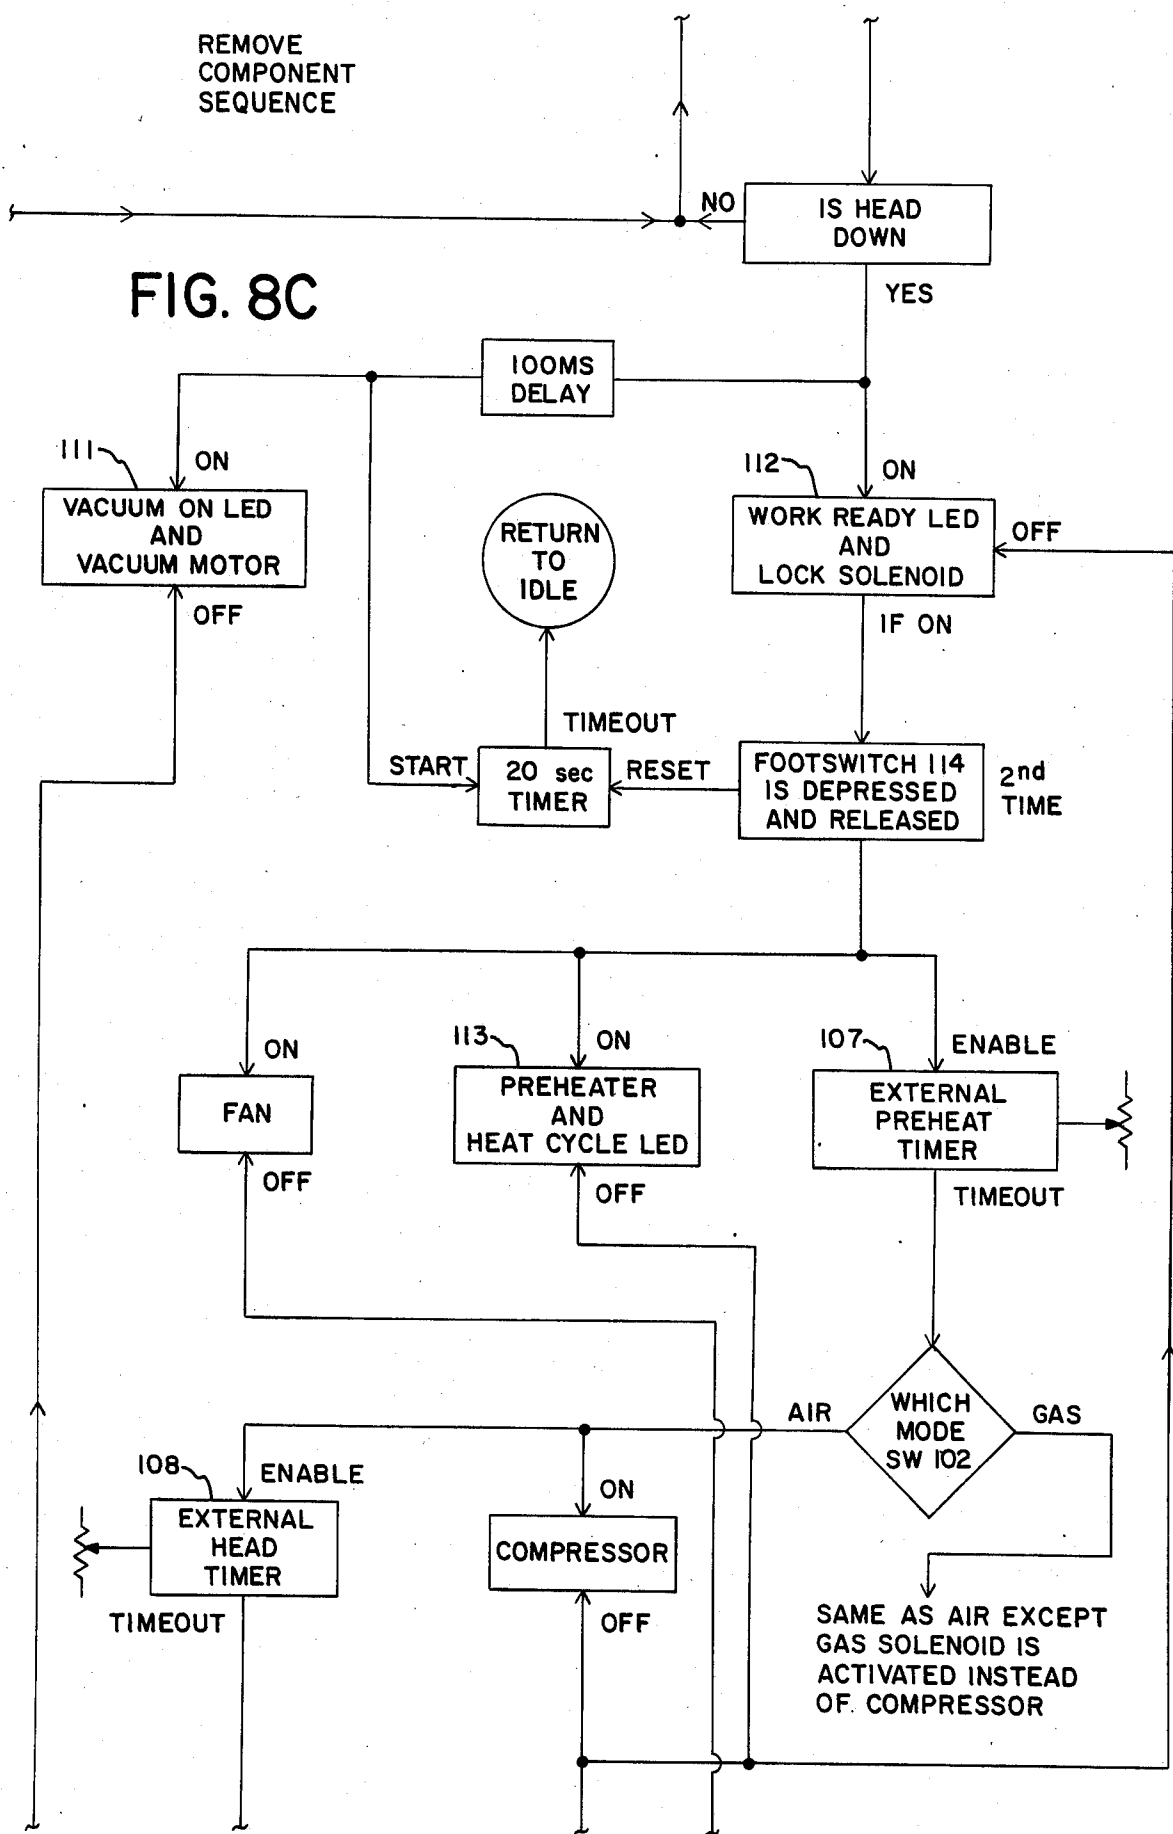 REMOVE
COMPONENT
SEQUENCE
NO
IS HEAD
DOWN
FIG. 8C
YES
100MS
DELAY
111
ON
112
ON
VACUUM ON LED
AND
VACUUM MOTOR
RETURN
TO
IDLE
WORK READY LED
AND
LOCK SOLENOID
OFF
OFF
IF ON
TIMEOUT
START
20 sec
TIMER
RESET
FOOTSWITCH 114
IS DEPRESSED
AND RELEASED
2nd
TIME
ON
113
ON
107
ENABLE
FAN
PREHEATER
AND
HEAT CYCLE LED
EXTERNAL
PREHEAT
TIMER
OFF
OFF
TIMEOUT
AIR
WHICH
MODE
SW 102
GAS
108
ENABLE
ON
EXTERNAL
HEAD
TIMER
COMPRESSOR
TIMEOUT
OFF
SAME AS AIR EXCEPT
GAS SOLENOID IS
ACTIVATED INSTEAD
OF COMPRESSOR